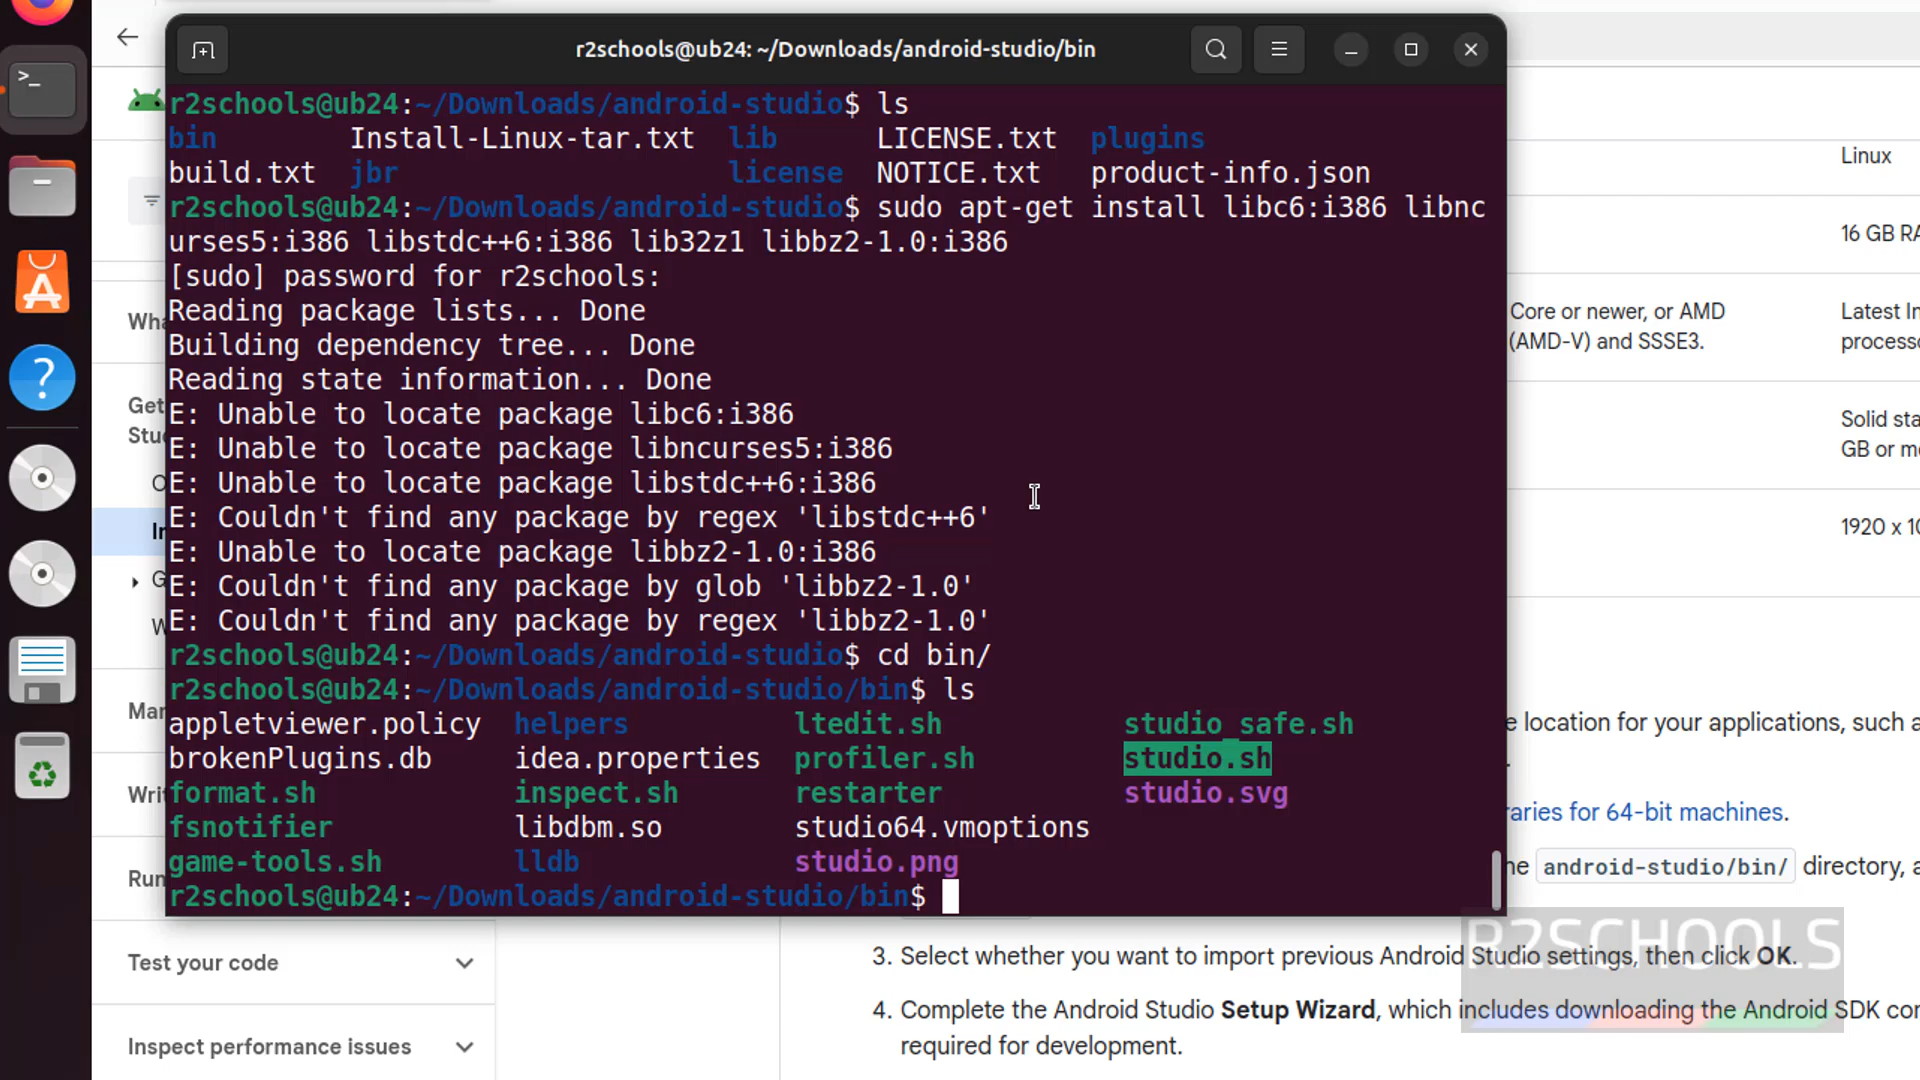 r2schools@ub24: ~/Downloads/android-studio/bin
r2schools@ub24:~/Downloads/android-studio$ ls
bin Install-Linux-tar.txt lib LICENSE.txt plugins
build.txt jbr license NOTICE.txt product-info.json
r2schools@ub24:~/Downloads/android-studio$ sudo apt-get install libc6:i386 libnc
urses5:i386 libstdc++6:i386 lib32z1 libbz2-1.0:i386
[sudo] password for r2schools:
Reading package lists... Done
Building dependency tree... Done
Reading state information... Done
E: Unable to locate package libc6:i386
E: Unable to locate package libncurses5:i386
E: Unable to locate package libstdc++6:i386
E: Couldn't find any package by regex 'libstdc++6'
E: Unable to locate package libbz2-1.0:i386
E: Couldn't find any package by glob 'libbz2-1.0'
E: Couldn't find any package by regex 'libbz2-1.0'
r2schools@ub24:~/Downloads/android-studio$ cd bin/
r2schools@ub24:~/Downloads/android-studio/bin$ ls
appletviewer.policy helpers ltedit.sh studio_safe.sh
brokenPlugins.db idea.properties profiler.sh studio.sh
format.sh inspect.sh restarter studio.svg
fsnotifier libdbm.so studio64.vmoptions
game-tools.sh lldb studio.png
r2schools@ub24:~/Downloads/android-studio/bin$
Wha
Get
Stu
In
G
W
Mar
Writ
Run
Test your code
Inspect performance issues
Linux
16 GB RA
Core or newer, or AMD
(AMD-V) and SSSE3.
Latest In
process
Solid sta
GB or m
1920 x 10
e location for your applications, such a
raries for 64-bit machines.
ne android-studio/bin/ directory, a
3. Select whether you want to import previous Android Studio settings, then click OK.
4. Complete the Android Studio Setup Wizard, which includes downloading the Android SDK con
required for development.
R2SCHOOLS